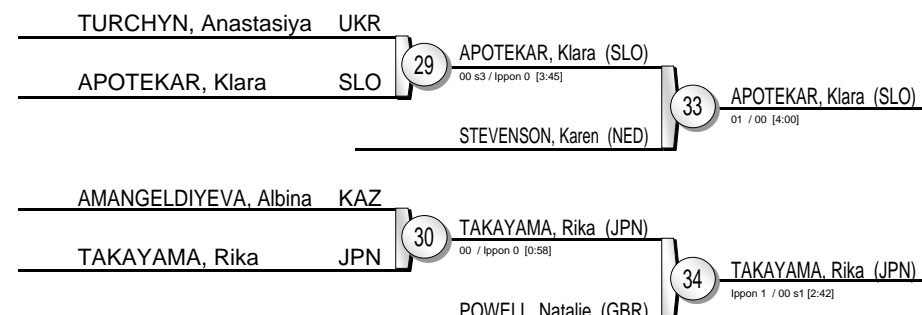 TURCHYN, Anastasiya UKR
29
APOTEKAR, Klara (SLO)
00 s3 / Ippon 0 [3:45]
APOTEKAR, Klara SLO
33
APOTEKAR, Klara (SLO)
01 / 00 [4:00]
STEVENSON, Karen (NED)
AMANGELDIYEVA, Albina KAZ
30
TAKAYAMA, Rika (JPN)
00 / Ippon 0 [0:58]
TAKAYAMA, Rika JPN
34
TAKAYAMA, Rika (JPN)
Ippon 1 / 00 s1 [2:42]
POWELL, Natalie (GBR)